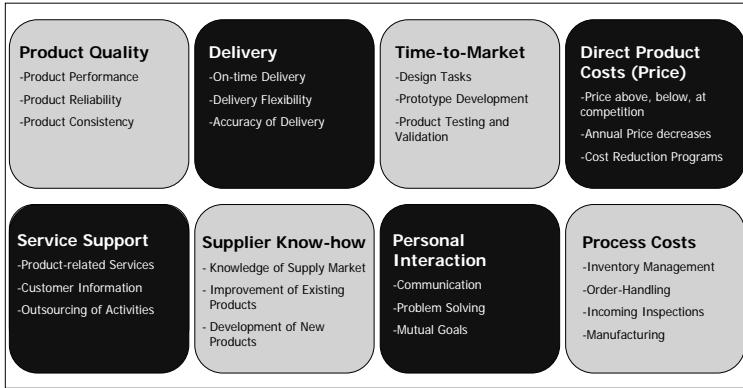 Product Quality
-Product Performance
-Product Reliability
-Product Consistency
Delivery
-On-time Delivery
-Delivery Flexibility
-Accuracy of Delivery
Time-to-Market
-Design Tasks
-Prototype Development
-Product Testing and
Validation
Direct Product
Costs (Price)
-Price above, below, at
competition
-Annual Price decreases
-Cost Reduction Programs
Service Support
-Product-related Services
-Customer Information
-Outsourcing of Activities
Supplier Know-how
- Knowledge of Supply Market
- Improvement of Existing
Products
- Development of New
Products
Personal
Interaction
-Communication
-Problem Solving
-Mutual Goals
Process Costs
-Inventory Management
-Order-Handling
-Incoming Inspections
-Manufacturing